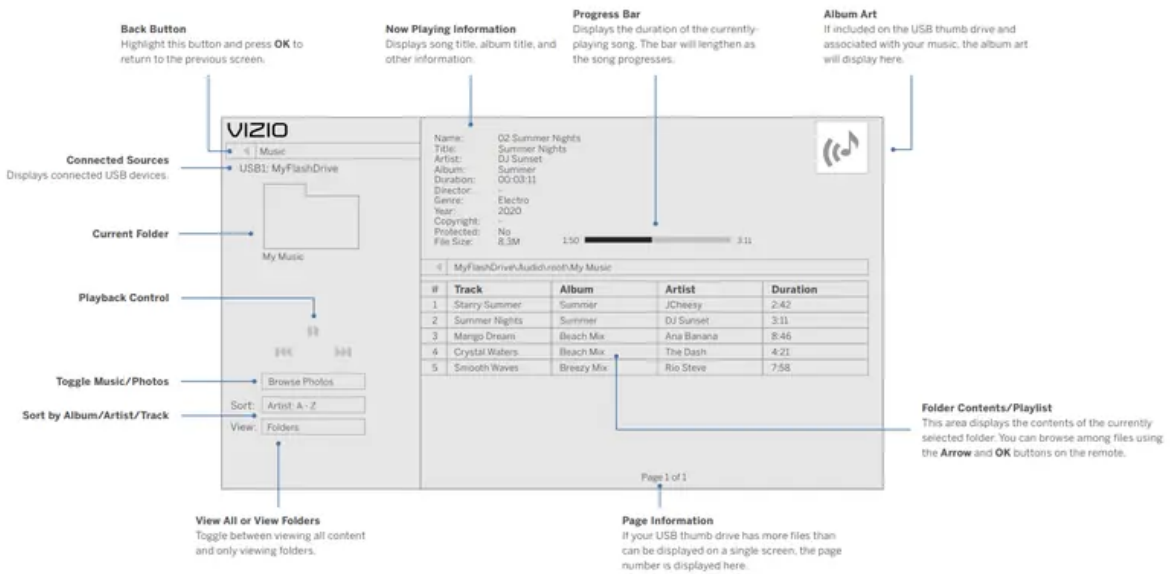 Back Button
Highlight this button and press OK to
return to the previous screen.
Now Playing Information
Displays song title, album title, and
other information.
Progress Bar
Displays the duration of the currently-
playing song. The bar will lengthen as
the song progresses.
Album Art
If included on the USB thumb drive and
associated with your music, the album art
will display here.
Connected Sources
Displays connected USB devices.
Current Folder
Playback Control
Toggle Music/Photos
Sort by Album/Artist/Track
VIZIO
Music
USB1: MyFlashDrive
My Music
Browse Photos
Sort: Artist: A - Z
View: Folders
Name: 02 Summer Nights
Title: Summer Nights
Artist: DJ Sunset
Album: Summer
Duration: 00:03:11
Director: -
Genre: Electro
Year: 2020
Copyright: -
Protected: No
File Size: 8.3M
1:50 3:11
MyFlashDrive\Audio\root\My Music
# Track Album Artist Duration
1 Starry Summer Summer JCheesy 2:42
2 Summer Nights Summer DJ Sunset 3:11
3 Mango Dream Beach Mix Ana Banana 8:46
4 Crystal Waters Beach Mix The Dash 4:21
5 Smooth Waves Breezy Mix Rio Steve 7:58
Page 1 of 1
Folder Contents/Playlist
This area displays the contents of the currently
selected folder. You can browse among files using
the Arrow and OK buttons on the remote.
View All or View Folders
Toggle between viewing all content
and only viewing folders.
Page Information
If your USB thumb drive has more files than
can be displayed on a single screen, the page
number is displayed here.